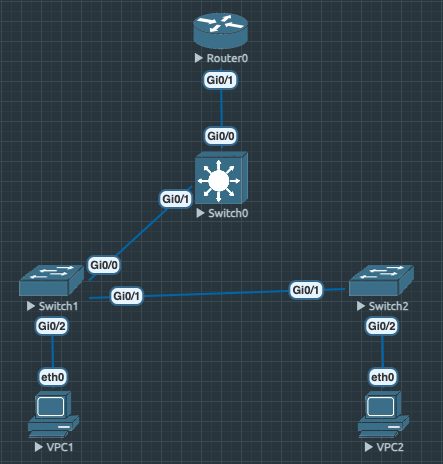 Router0
Gi0/1
Gi0/0
Gi0/1
Switch0
Gi0/0
Switch1
Gi0/1
Gi0/1
Switch2
Gi0/2
Gi0/2
eth0
eth0
VPC1
VPC2